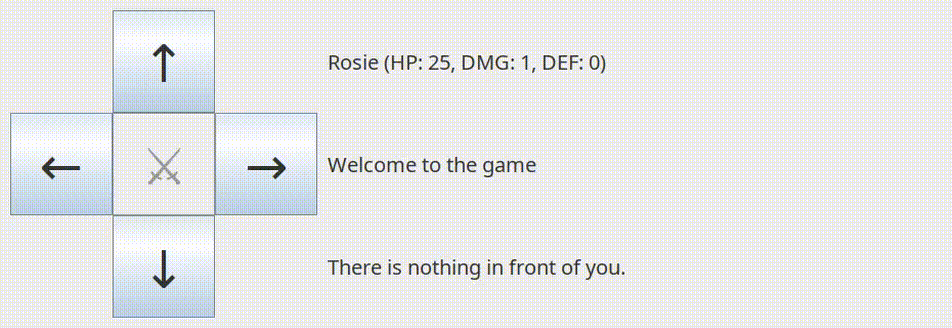 ↑
Rosie (HP: 25, DMG: 1, DEF: 0)
← ⚔ →
Welcome to the game
↓
There is nothing in front of you.